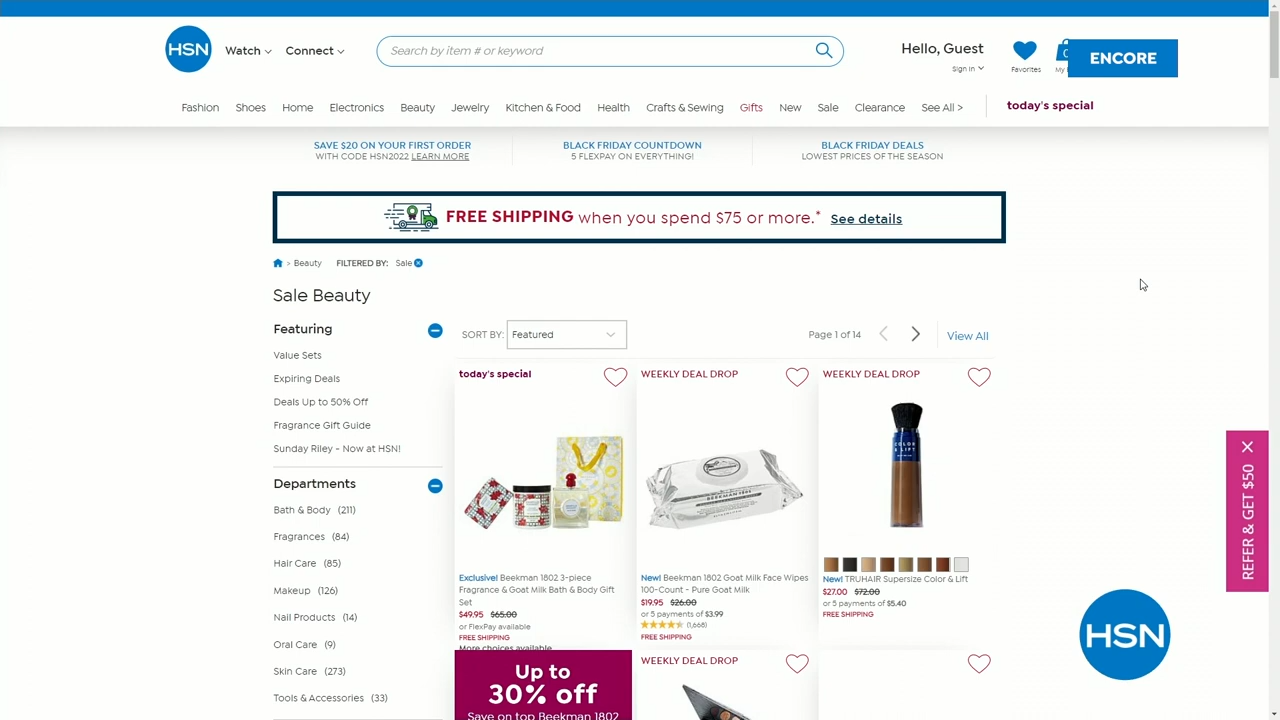 HSN
Watch
Connect
Search by item # or keyword
Hello, Guest
Sign In
Favorites
My
ENCORE
Fashion Shoes Home Electronics Beauty Jewelry Kitchen & Food Health Crafts & Sewing Gifts New Sale Clearance See All >
today's special
SAVE $20 ON YOUR FIRST ORDER
WITH CODE HSN2022 LEARN MORE
BLACK FRIDAY COUNTDOWN
5 FLEXPAY ON EVERYTHING!
BLACK FRIDAY DEALS
LOWEST PRICES OF THE SEASON
FREE SHIPPING when you spend $75 or more.* See details
> Beauty FILTERED BY: Sale
Sale Beauty
Featuring
Value Sets
Expiring Deals
Deals Up to 50% Off
Fragrance Gift Guide
Sunday Riley - Now at HSN!
Departments
Bath & Body (211)
Fragrances (84)
Hair Care (85)
Makeup (126)
Nail Products (14)
Oral Care (9)
Skin Care (273)
Tools & Accessories (33)
SORT BY: Featured
Page 1 of 14
View All
today's special
Exclusive! Beekman 1802 3-piece
Fragrance & Goat Milk Bath & Body Gift
Set
$49.95 $65.00
or FlexPay available
FREE SHIPPING
More choices available
WEEKLY DEAL DROP
BEEKMAN 1802
New! Beekman 1802 Goat Milk Face Wipes
100-Count - Pure Goat Milk
$19.95 $26.00
or 5 payments of $3.99
(1,668)
FREE SHIPPING
WEEKLY DEAL DROP
COLOR
& LIFT
New! TRUHAIR Supersize Color & Lift
$27.00 $72.00
or 5 payments of $5.40
FREE SHIPPING
Up to
30% off
Save on top Beekman 1802
WEEKLY DEAL DROP
REFER & GET $50
HSN